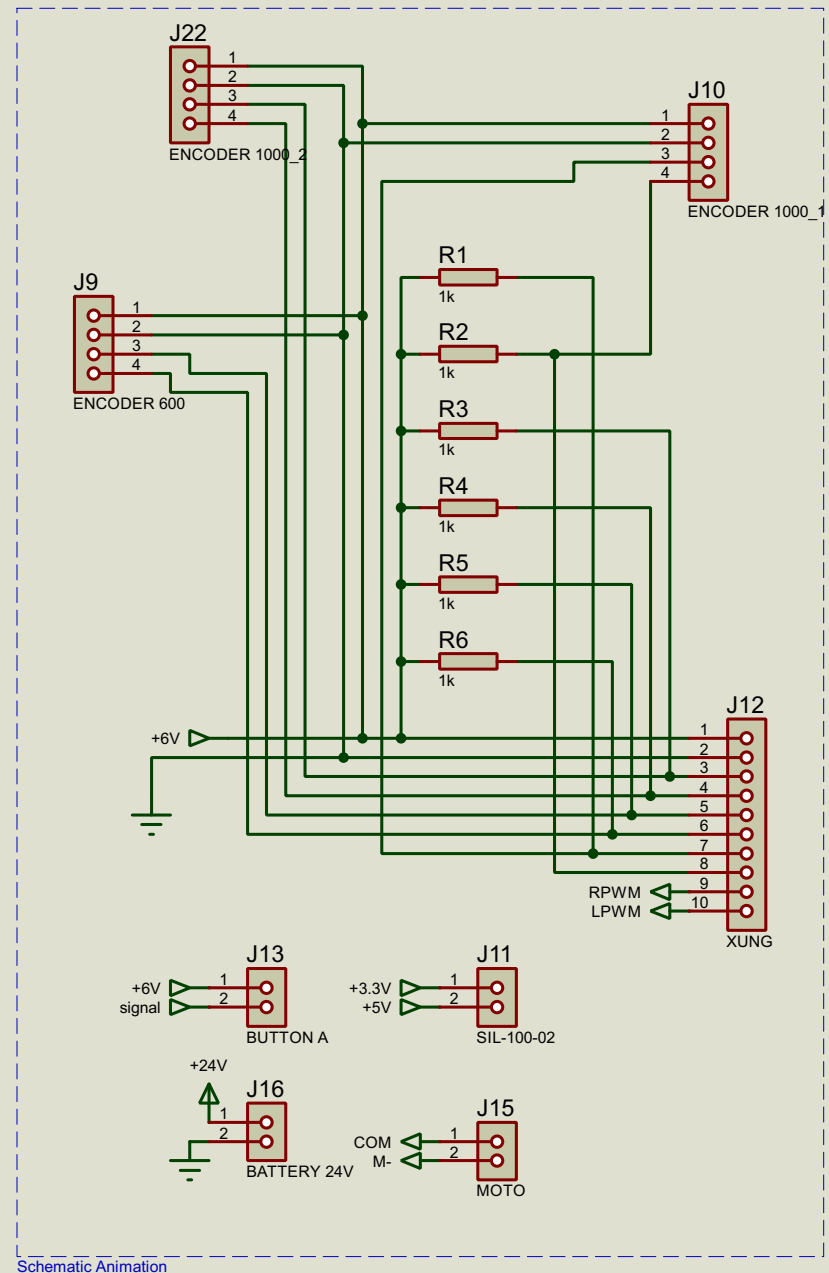 J22
1
2
3
4
ENCODER 1000_2
J10
1
2
3
4
ENCODER 1000_1
J9
1
2
3
4
ENCODER 600
R1
1k
R2
1k
R3
1k
R4
1k
R5
1k
R6
1k
+6V
J12
1
2
3
4
5
6
7
8
RPWM 9
LPWM 10
XUNG
J13
+6V 1
signal 2
BUTTON A
J11
+3.3V 1
+5V 2
SIL-100-02
+24V
J16
1
2
BATTERY 24V
J15
COM 1
M- 2
MOTO
Schematic Animation